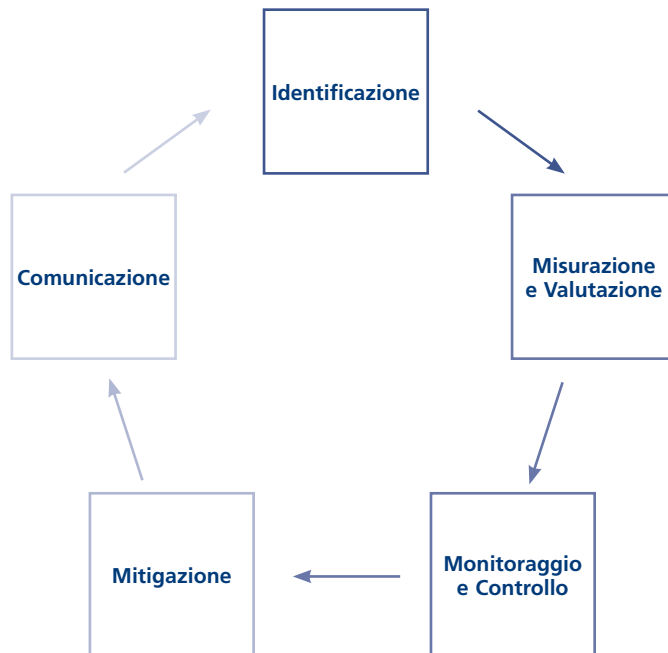 Identificazione
Misurazione
e Valutazione
Monitoraggio
e Controllo
Mitigazione
Comunicazione